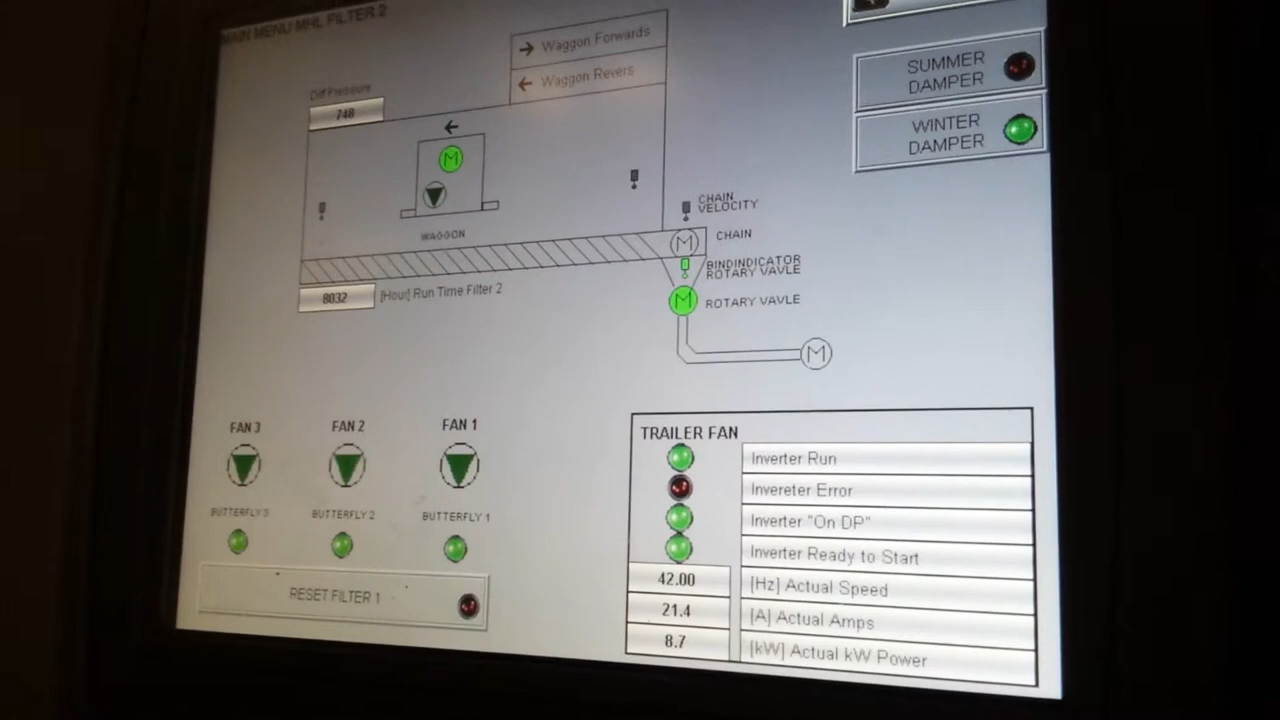 MAIN MENU MHL FILTER 2
Waggon Forwards
Waggon Revers
SUMMER
DAMPER
WINTER
DAMPER
Diff Pressure
748
M
WAGGON
CHAIN
VELOCITY
M
CHAIN
BINDINDICATOR
ROTARY VAVLE
M
ROTARY VAVLE
M
8032
[Hour] Run Time Filter 2
FAN 3
FAN 2
FAN 1
BUTTERFLY 3
BUTTERFLY 2
BUTTERFLY 1
RESET FILTER 1
TRAILER FAN
Inverter Run
Invereter Error
Inverter "On DP"
Inverter Ready to Start
42.00 [Hz] Actual Speed
21.4 [A] Actual Amps
8.7 [kW] Actual kW Power